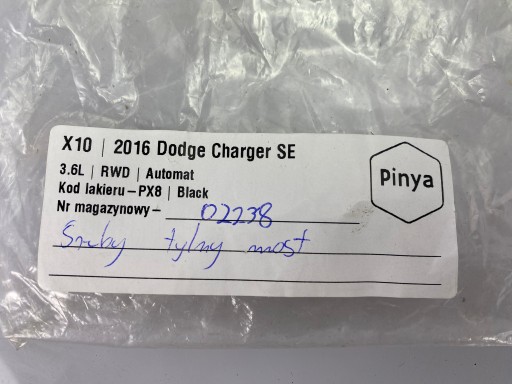 X10 | 2016 Dodge Charger SE
3.6L | RWD | Automat
Kod lakieru – PX8 | Black
Nr magazynowy – 02238
Śruby tylny most
Pinya